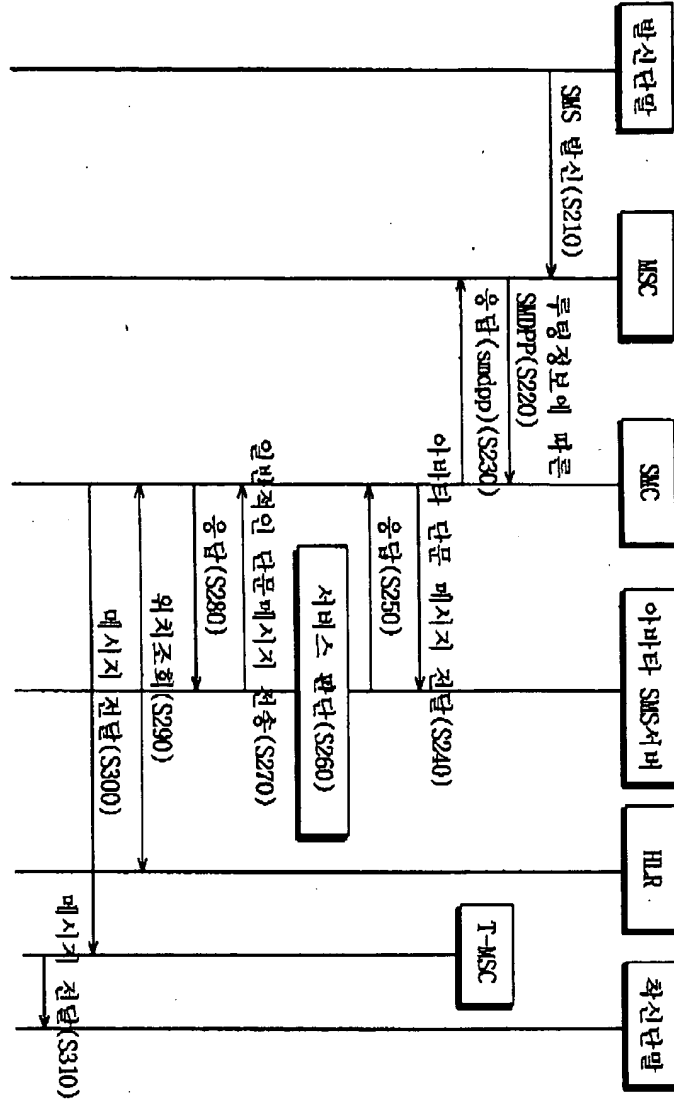 발신단말
MSC
SMC
아바타 SMS서버
HLR
착신단말
T-MSC
SMS 발신(S210)
루팅정보에 따른
SMDPP(S220)
응답(smdpp)(S230)
아바타 단문 메시지 전달(S240)
응답(S250)
서비스 판단(S260)
일반적인 단문메시지 전송(S270)
응답(S280)
위치조회(S290)
메시지 전달(S300)
메시지 전달(S310)